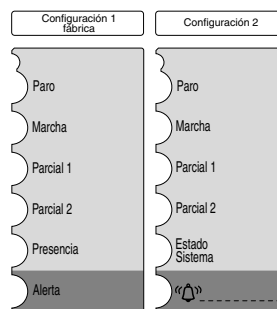 Configuración 1
fábrica
Paro
Marcha
Parcial 1
Parcial 2
Presencia
Alerta
Configuración 2
Paro
Marcha
Parcial 1
Parcial 2
Estado
Sistema